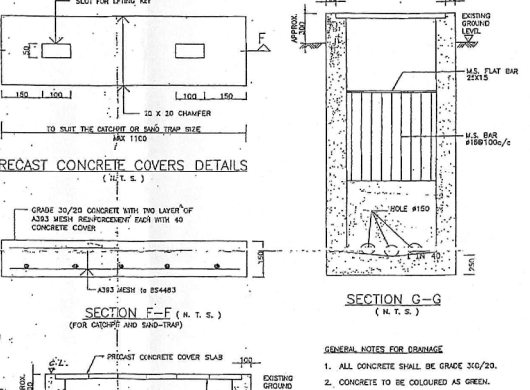 SLOT FOR LIFTING KEY
50
F
150 100
100 150
20 X 20 CHAMFER
TO SUIT THE CATCHPIT OR SAND TRAP SIZE
MAX 1100
PRECAST CONCRETE COVERS DETAILS
( N. T. S. )
GRADE 30/20 CONCRETE WITH TWO LAYER OF
A393 MESH REINFORCEMENT EACH WITH 40
CONCRETE COVER
150
A393 MESH to BS4483
SECTION F-F ( N. T. S. )
(FOR CATCHPIT AND SAND-TRAP)
PRECAST CONCRETE COVER SLAB
100
EXISTING
GROUND
APPROX.
300
EXISTING
GROUND
LEVEL
M.S. FLAT BAR
25X15
M.S. BAR
ø16@100c/c
HOLE ø150
1 IN 40
250
SECTION G-G
( N. T. S. )
GENERAL NOTES FOR DRAINAGE
1. ALL CONCRETE SHALL BE GRADE
2. CONCRETE TO BE COLOURED AS GREEN.